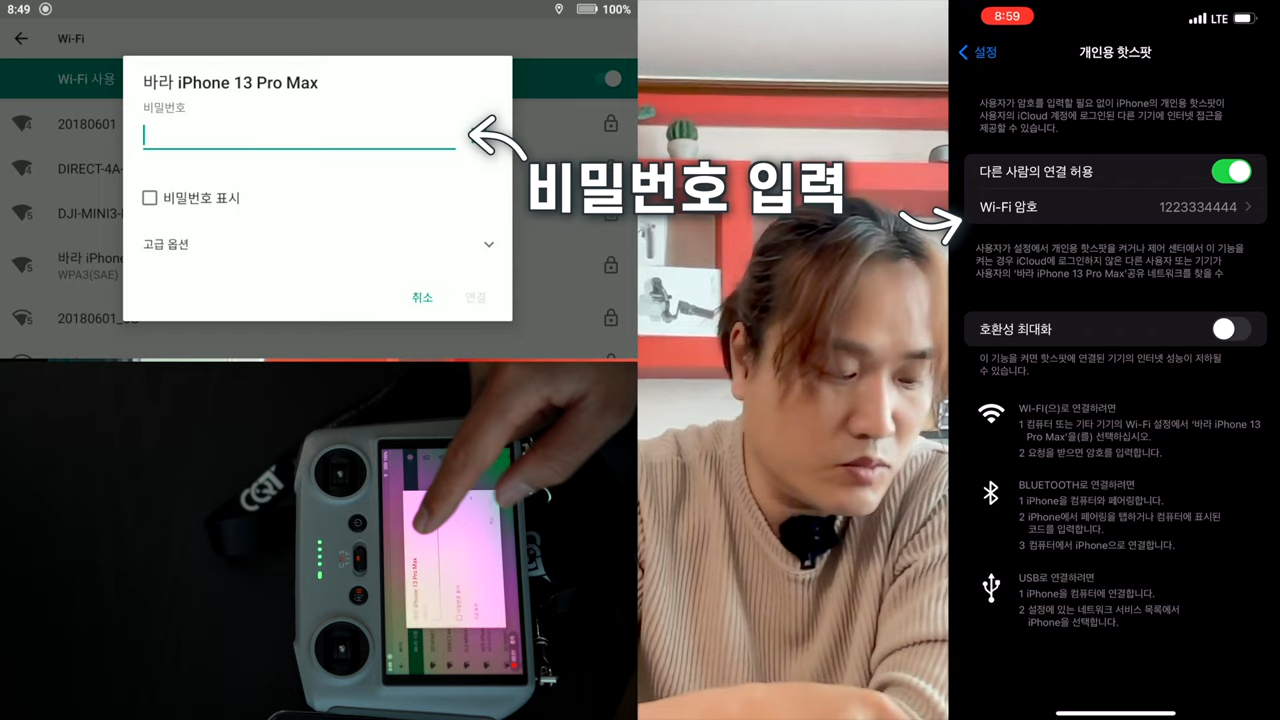 8:49
100%
Wi-Fi
Wi-Fi 사용
바라 iPhone 13 Pro Max
비밀번호
비밀번호 표시
고급 옵션
취소
연결
20180601
DIRECT-4A-
DJI-MINI3-
바라 iPhone
WPA3(SAE)
20180601_
비밀번호 입력
CQT
CQT
바라 iPhone 13 Pro Max
8:59
LTE
설정
개인용 핫스팟
사용자가 암호를 입력할 필요 없이 iPhone의 개인용 핫스팟이
사용자의 iCloud 계정에 로그인된 다른 기기에 인터넷 접근을
제공할 수 있습니다.
다른 사람의 연결 허용
Wi-Fi 암호
1223334444
사용자가 설정에서 개인용 핫스팟을 켜거나 제어 센터에서 이 기능을
켜는 경우 iCloud에 로그인하지 않은 다른 사용자 또는 기기가
사용자의 '바라 iPhone 13 Pro Max'공유 네트워크를 찾을 수
호환성 최대화
이 기능을 켜면 핫스팟에 연결된 기기의 인터넷 성능이 저하될
수 있습니다.
WI-FI(으)로 연결하려면
1 컴퓨터 또는 기타 기기의 Wi-Fi 설정에서 '바라 iPhone 13
Pro Max'을(를) 선택하십시오.
2 요청을 받으면 암호를 입력합니다.
BLUETOOTH로 연결하려면
1 iPhone을 컴퓨터와 페어링합니다.
2 iPhone에서 페어링을 탭하거나 컴퓨터에 표시된
코드를 입력합니다.
3 컴퓨터에서 iPhone으로 연결합니다.
USB로 연결하려면
1 iPhone을 컴퓨터에 연결합니다.
2 설정에 있는 네트워크 서비스 목록에서
iPhone을 선택합니다.